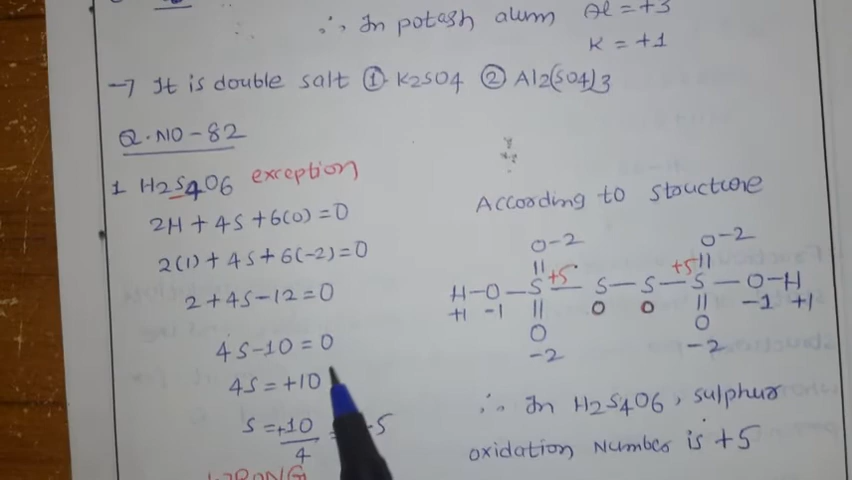 ∴ In potash alum Al = +3
K = +1
→ It is double salt ① K2SO4 ② Al2(SO4)3
Q.NO-82
1 H2S4O6 exception
2H + 4S + 6(O) = 0
2(1) + 4S + 6(-2) = 0
2 + 4S - 12 = 0
4S - 10 = 0
4S = +10
S = +10/4 = -5
WRONG
According to structure
O-2 O-2
|| +5 +5 ||
H-O-S-S-S-S-O-H
+1 -1 || 0 0 || -1 +1
O O
-2 -2
∴ In H2S4O6, sulphur
oxidation Number is +5